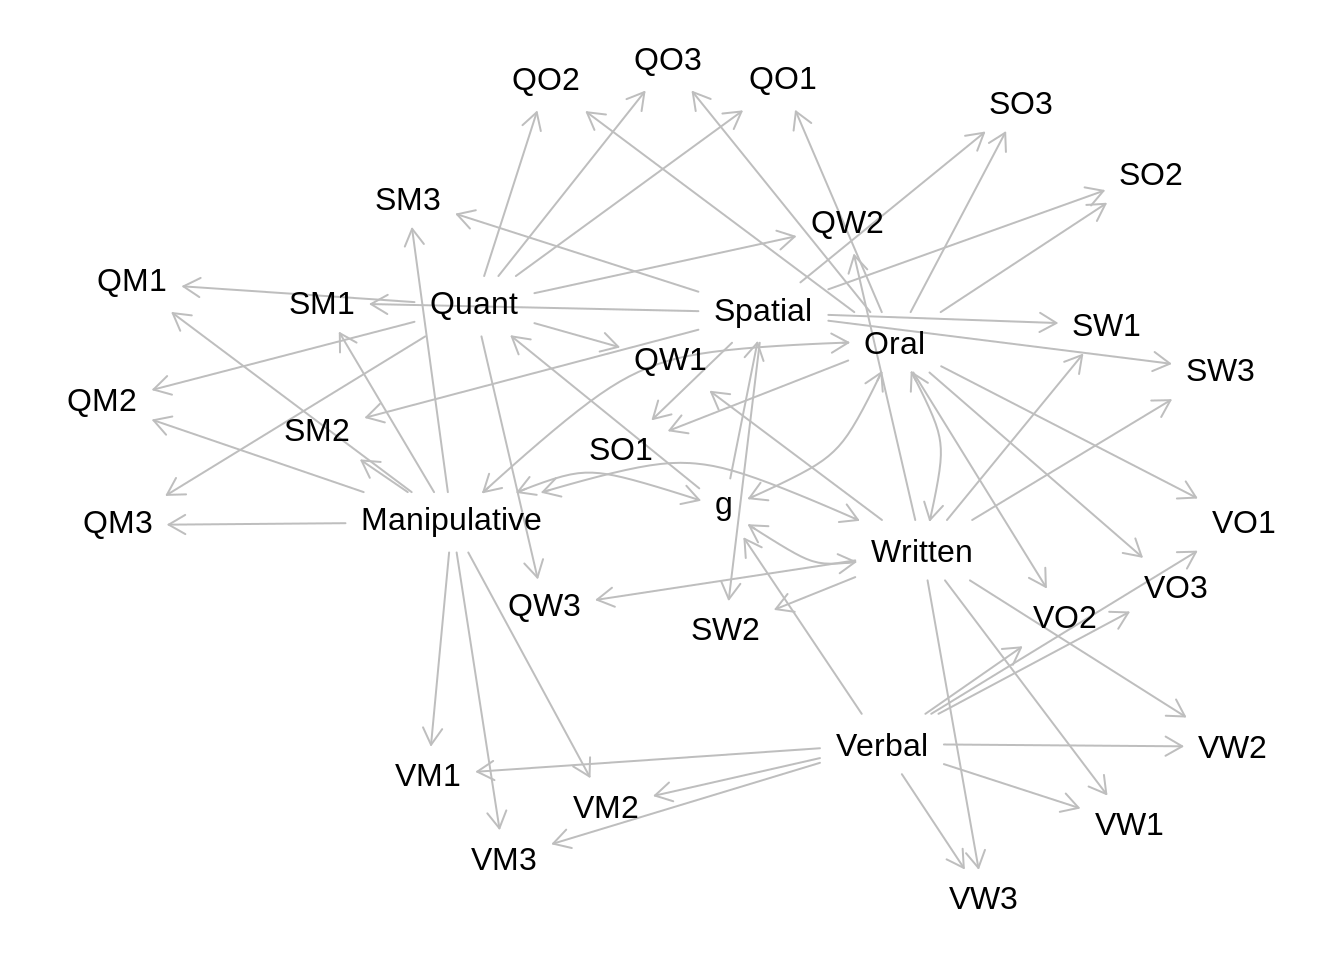 QO3
QO2
QO1
SO3
SO2
SM3
QW2
QM1
SM1
Quant
Spatial
SW1
Oral
QW1
SW3
QM2
SM2
SO1
g
Manipulative
QM3
VO1
Written
VO3
QW3
VO2
SW2
Verbal
VW2
VM1
VM2
VW1
VM3
VW3